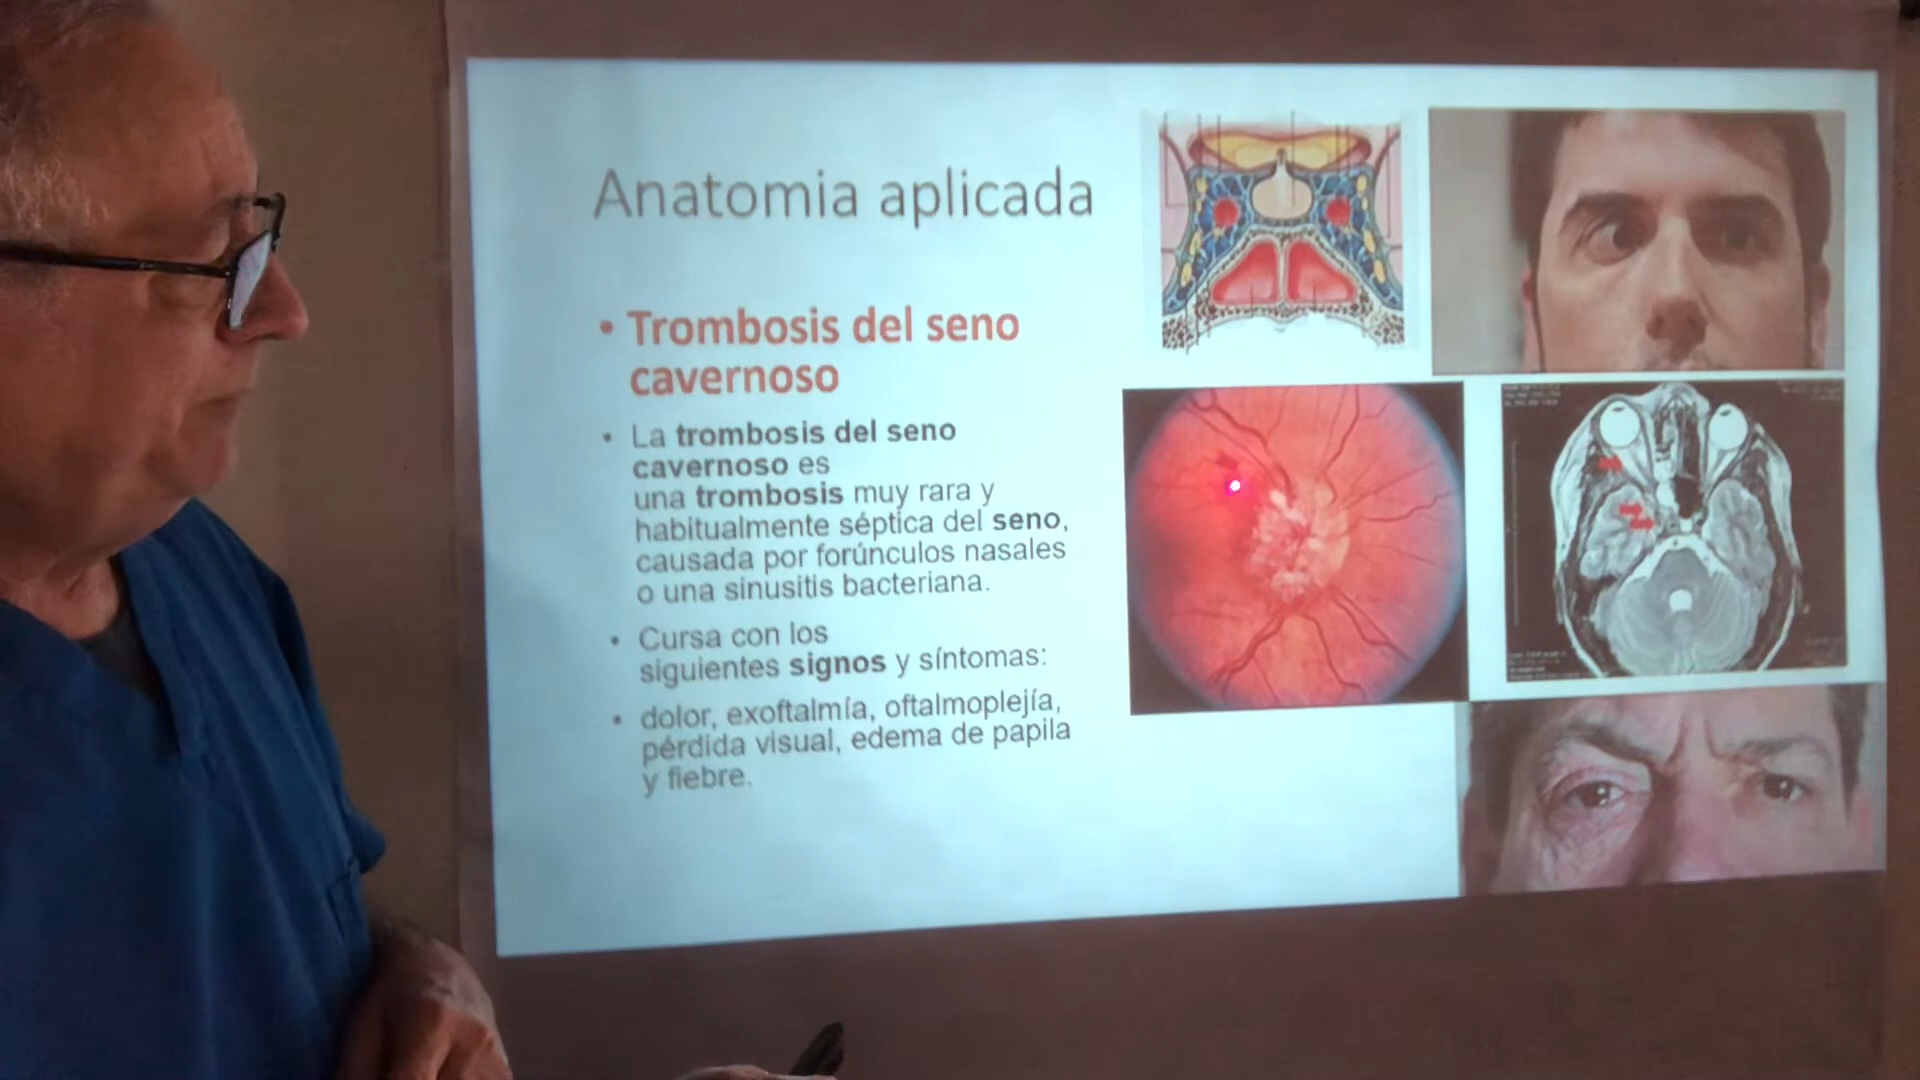 Anatomia aplicada
• Trombosis del seno
cavernoso
• La trombosis del seno
cavernoso es
una trombosis muy rara y
habitualmente séptica del seno,
causada por forúnculos nasales
o una sinusitis bacteriana.
• Cursa con los
siguientes signos y síntomas:
• dolor, exoftalmía, oftalmoplejía,
pérdida visual, edema de papila
y fiebre.